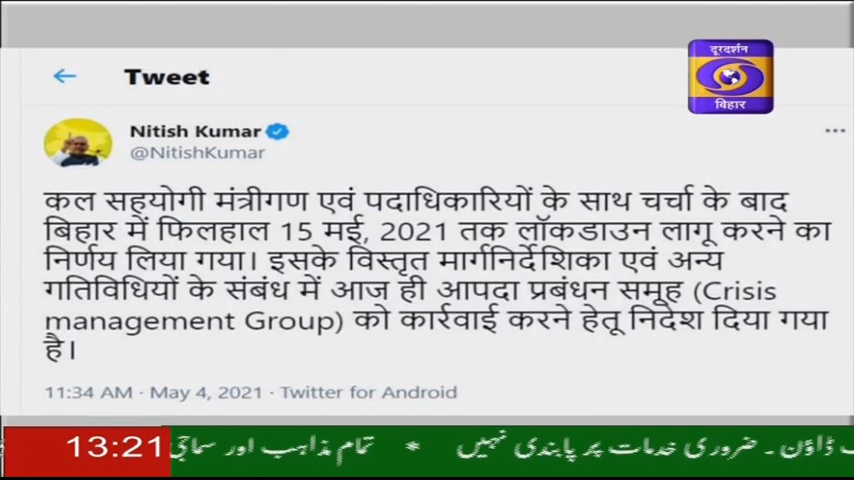 दूरदर्शन
बिहार
Tweet
Nitish Kumar
@NitishKumar
कल सहयोगी मंत्रीगण एवं पदाधिकारियों के साथ चर्चा के बाद
बिहार में फिलहाल 15 मई, 2021 तक लॉकडाउन लागू करने का
निर्णय लिया गया। इसके विस्तृत मार्गनिर्देशिका एवं अन्य
गतिविधियों के संबंध में आज ही आपदा प्रबंधन समूह (Crisis
management Group) को कार्रवाई करने हेतू निदेश दिया गया
है।
11:34 AM · May 4, 2021 · Twitter for Android
13:21
ڈاؤن ۔ ضروری خدمات پر پابندی نہیں * تمام مذاہب اور سماجی